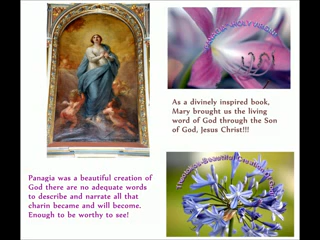 As a divinely inspired book,
Mary brought us the living
word of God through the Son
of God, Jesus Christ!!!
Panagia was a beautiful creation of
God there are no adequate words
to describe and narrate all that
charin became and will become.
Enough to be worthy to see!